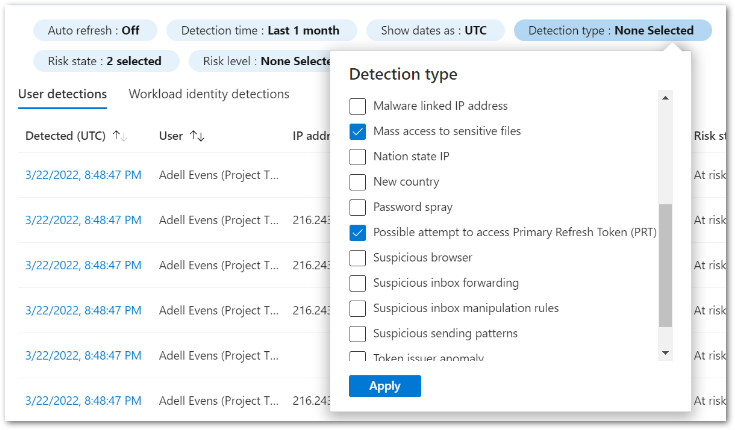 Auto refresh : Off
Detection time : Last 1 month
Show dates as : UTC
Detection type : None Selected
Risk state : 2 selected
Risk level : None Selecte
User detections
Workload identity detections
Detected (UTC)
User
IP addr
Risk st
3/22/2022, 8:48:47 PM Adell Evens (Project T... At risk
3/22/2022, 8:48:47 PM Adell Evens (Project T... 216.243 At risk
3/22/2022, 8:48:47 PM Adell Evens (Project T... 216.243 At risk
3/22/2022, 8:48:47 PM Adell Evens (Project T... 216.243 At risk
3/22/2022, 8:48:47 PM Adell Evens (Project T... At risk
3/22/2022, 8:48:47 PM Adell Evens (Project T... 216.243 At risk
Detection type
Malware linked IP address
Mass access to sensitive files
Nation state IP
New country
Password spray
Possible attempt to access Primary Refresh Token (PRT)
Suspicious browser
Suspicious inbox forwarding
Suspicious inbox manipulation rules
Suspicious sending patterns
Token issuer anomaly
Apply